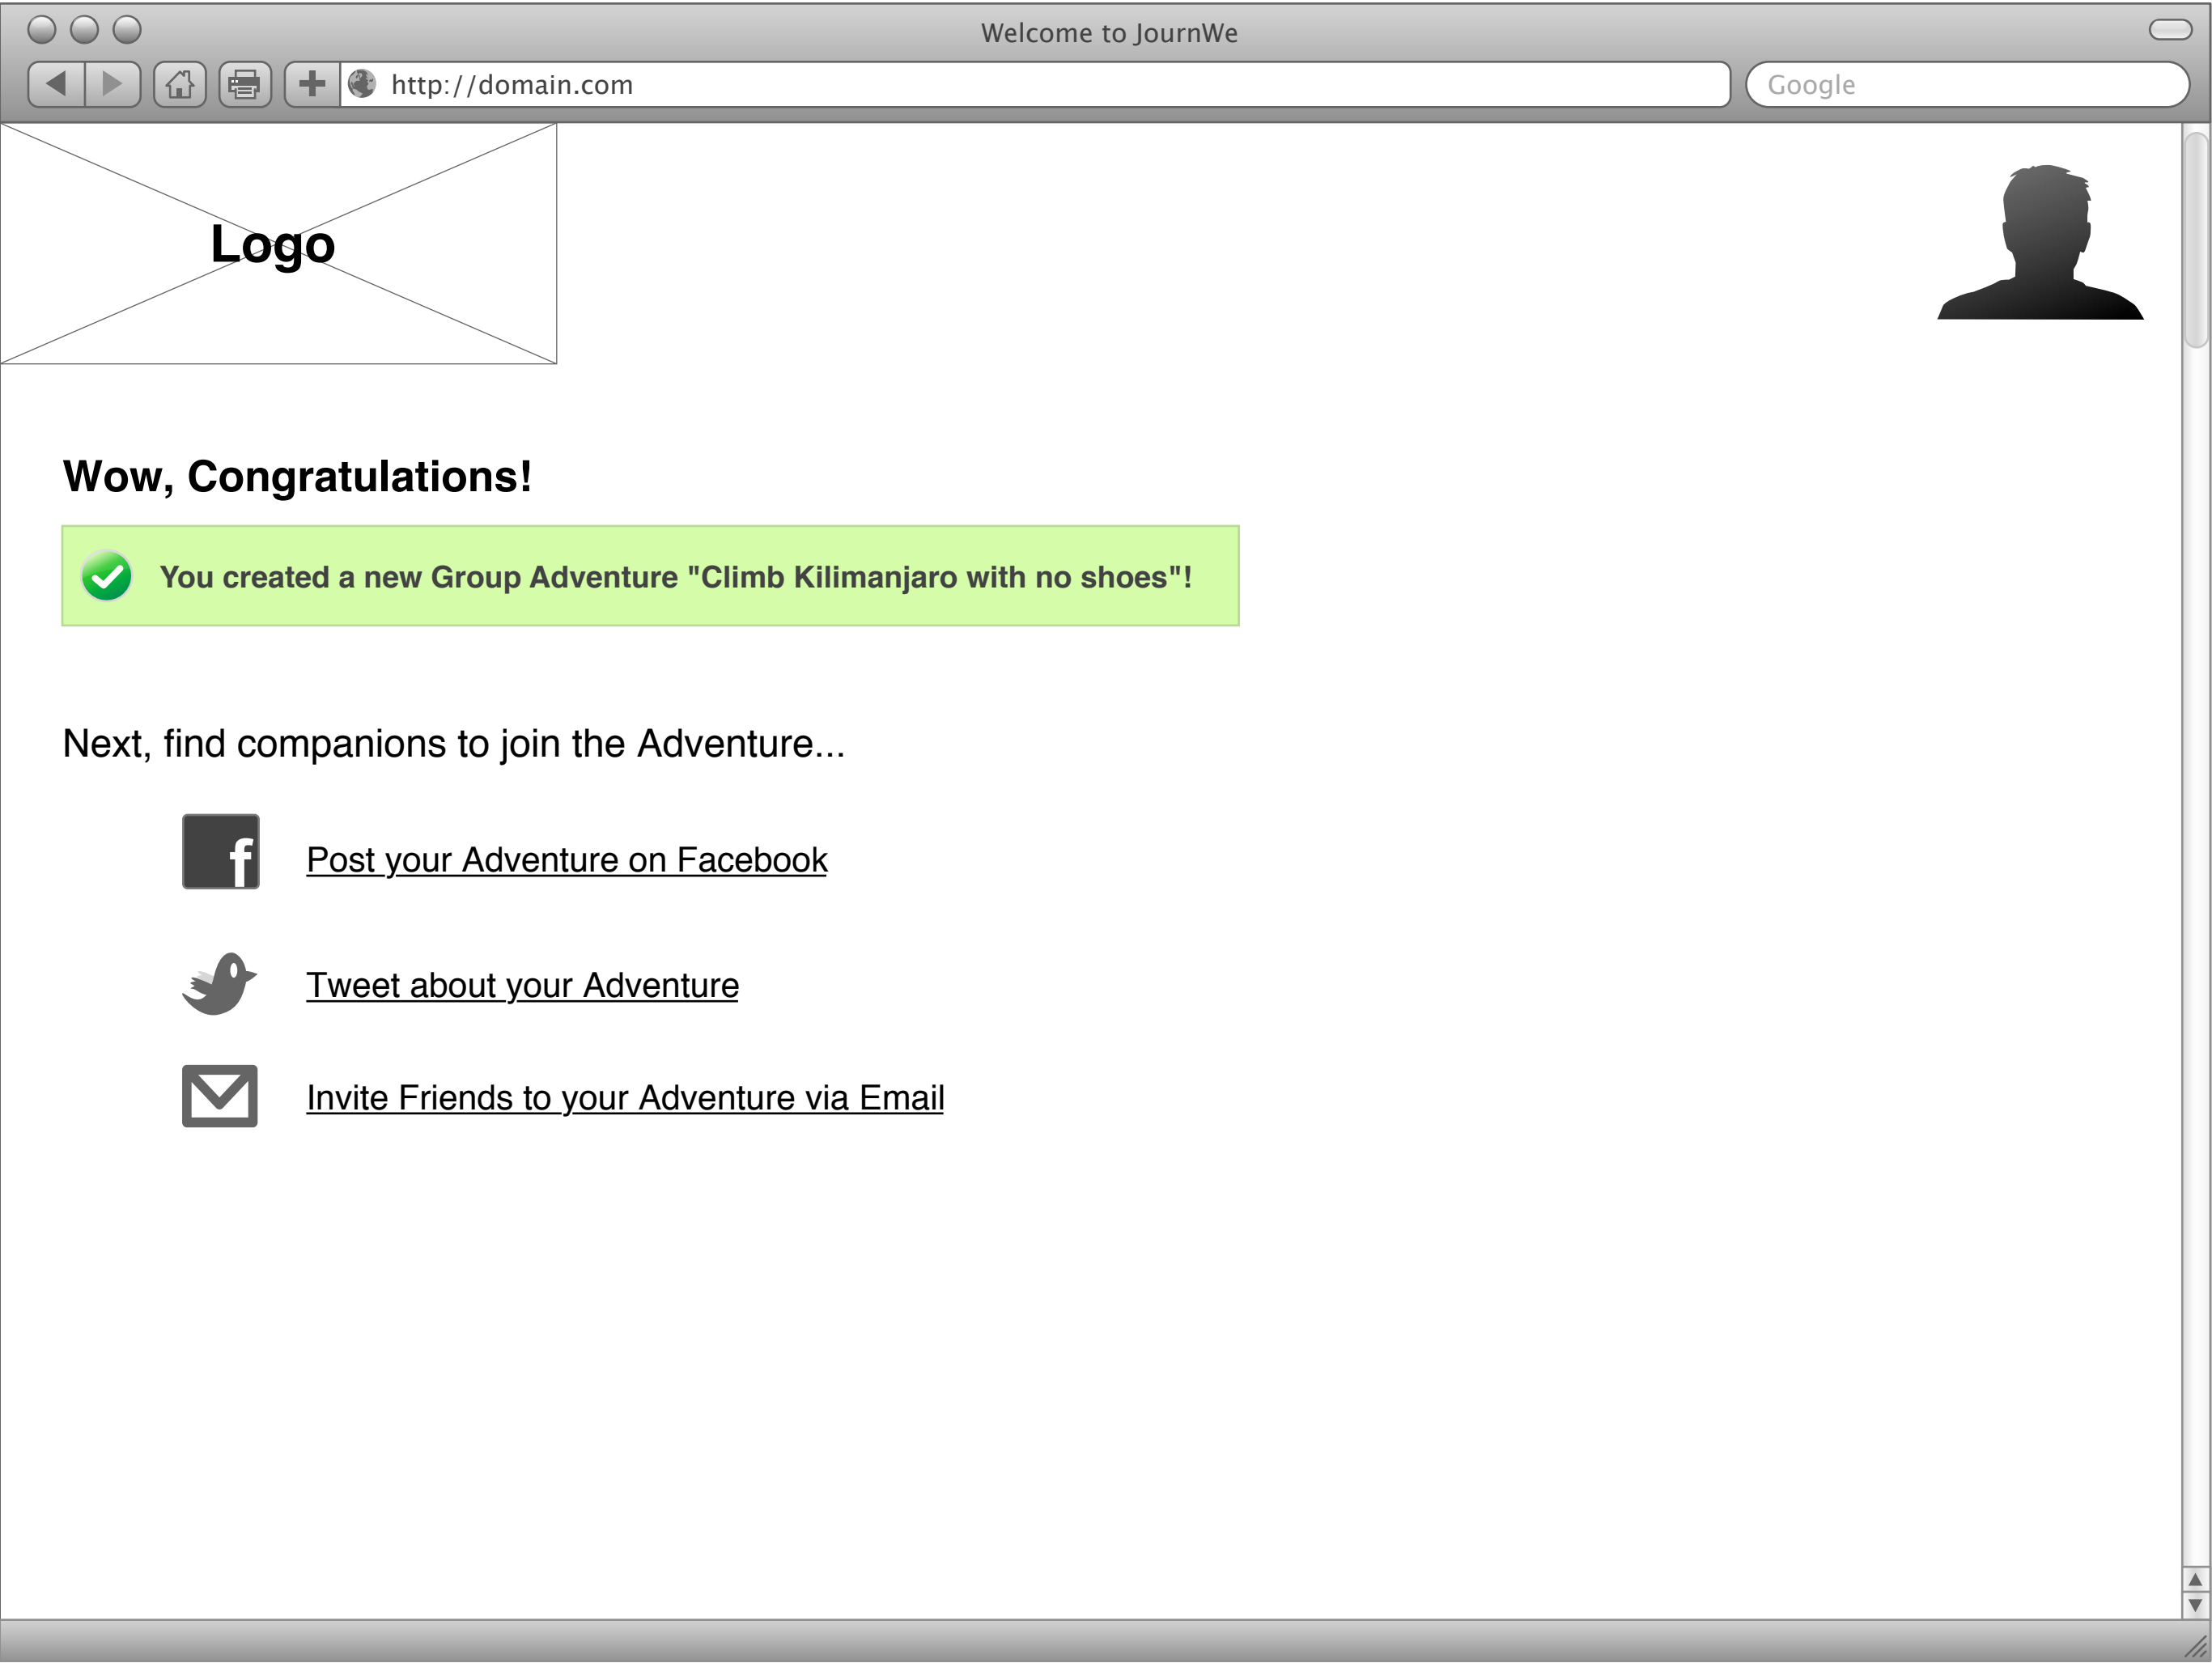 Welcome to JournWe
http://domain.com
Google
Logo
Wow, Congratulations!
You created a new Group Adventure "Climb Kilimanjaro with no shoes"!
Next, find companions to join the Adventure...
f
Post your Adventure on Facebook
Tweet about your Adventure
Invite Friends to your Adventure via Email